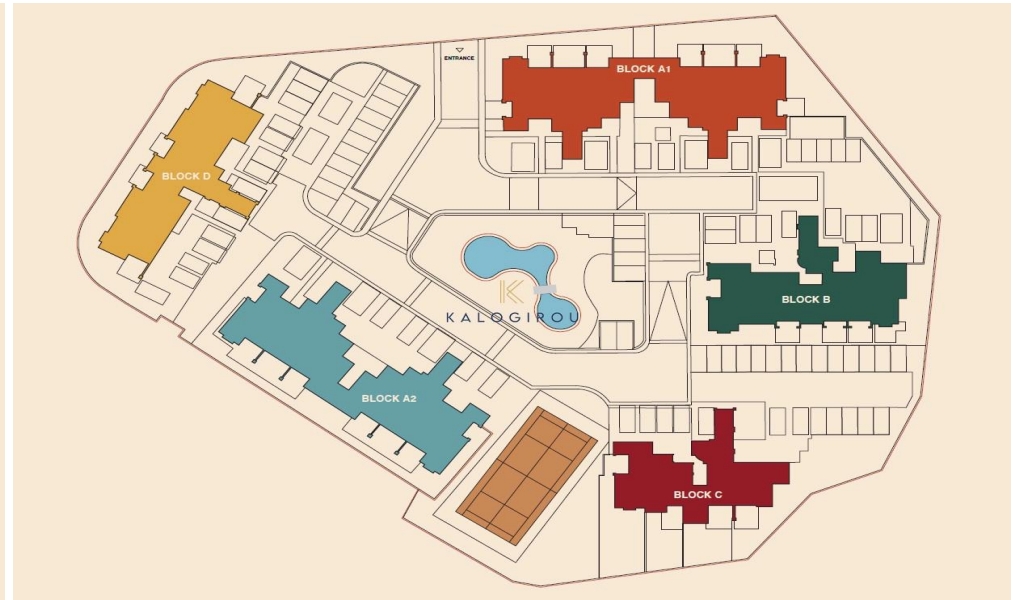 ENTRANCE
BLOCK A1
BLOCK D
BLOCK B
K
KALOGIROU
BLOCK A2
BLOCK C